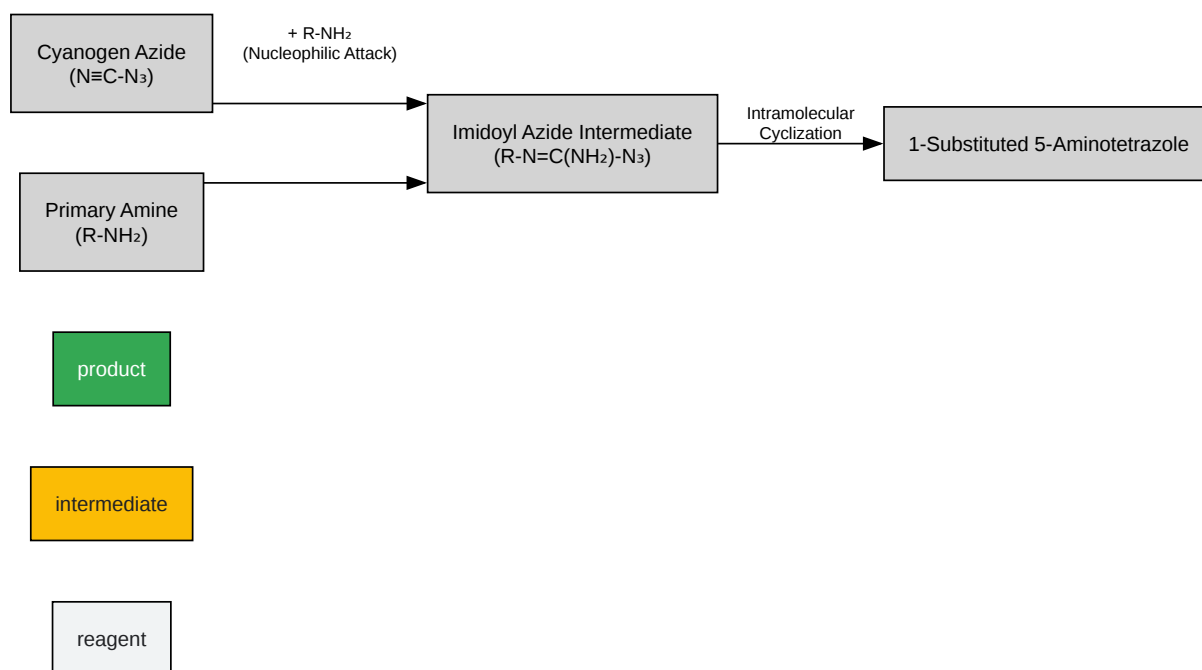 Cyanogen Azide
(N≡C-N₃)
+ R-NH₂
(Nucleophilic Attack)
Primary Amine
(R-NH₂)
Imidoyl Azide Intermediate
(R-N=C(NH₂)-N₃)
Intramolecular
Cyclization
1-Substituted 5-Aminotetrazole
product
intermediate
reagent